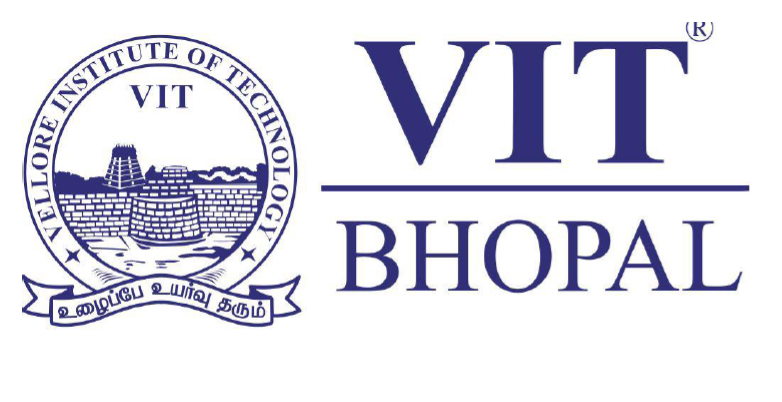 VELLORE INSTITUTE OF TECHNOLOGY
VIT
உழைப்பே உயர்வு தரும்
VIT®
BHOPAL